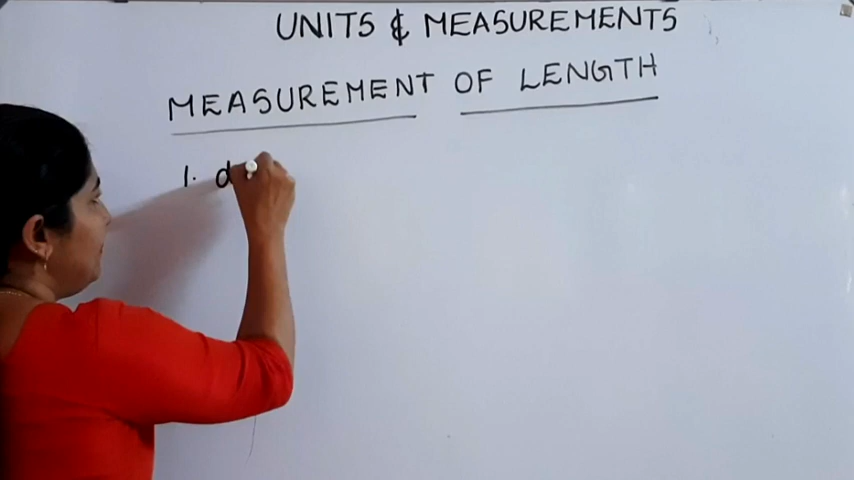 UNITS & MEASUREMENTS
MEASUREMENT OF LENGTH
1. d